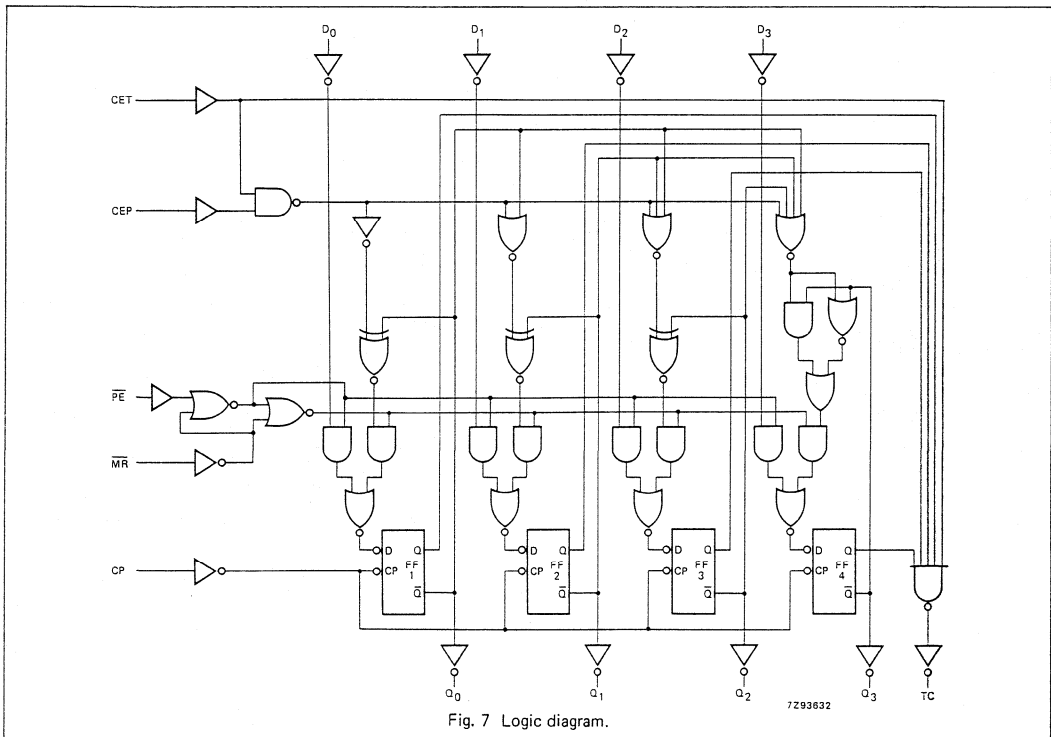 D0 D1 D2 D3
CET
CEP
PE
MR
CP
D Q D Q D Q D Q
FF FF FF FF
CP 1 CP 2 CP 3 CP 4
Q Q Q Q
Q0 Q1 Q2 Q3 TC
7Z93632
Fig. 7 Logic diagram.